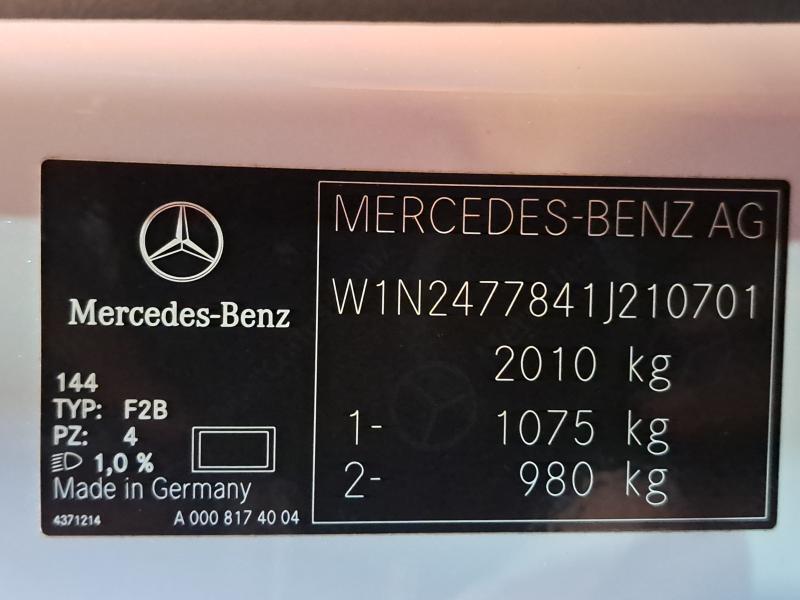 Mercedes-Benz
144
TYP: F2B
PZ: 4
1,0 %
Made in Germany
4371214 A 000 817 40 04
MERCEDES-BENZ AG
W1N2477841J210701
2010 kg
1- 1075 kg
2- 980 kg